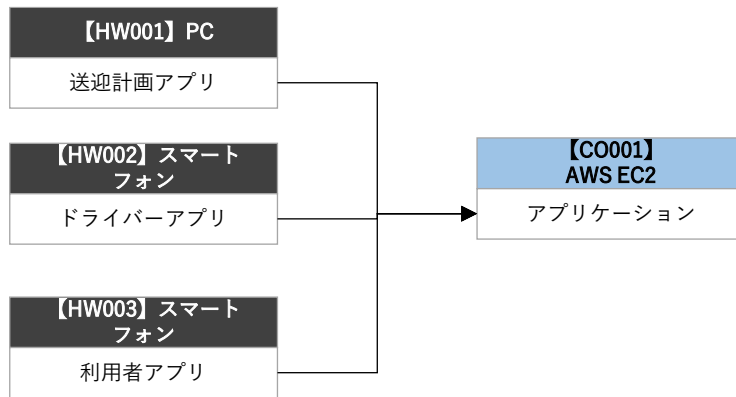 【HW001】PC
送迎計画アプリ
【HW002】スマート
フォン
ドライバーアプリ
【HW003】スマート
フォン
利用者アプリ
【CO001】
AWS EC2
アプリケーション